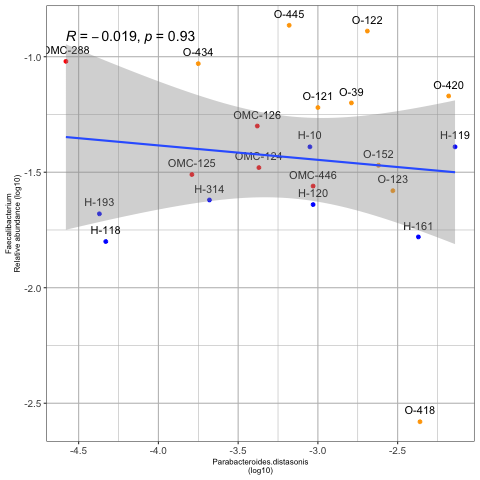 R = − 0.019, p = 0.93
O-445
O-122
OMC-288
O-434
-1.0
O-420
O-39
O-121
OMC-126
H-10
H-119
OMC-124
O-152
OMC-125
-1.5
OMC-446
O-123
H-314
H-120
H-193
H-118
H-161
-2.0
-2.5
O-418
Faecalibacterium
Relative abundance (log10)
-4.5 -4.0 -3.5 -3.0 -2.5
Parabacteroides.distasonis
(log10)